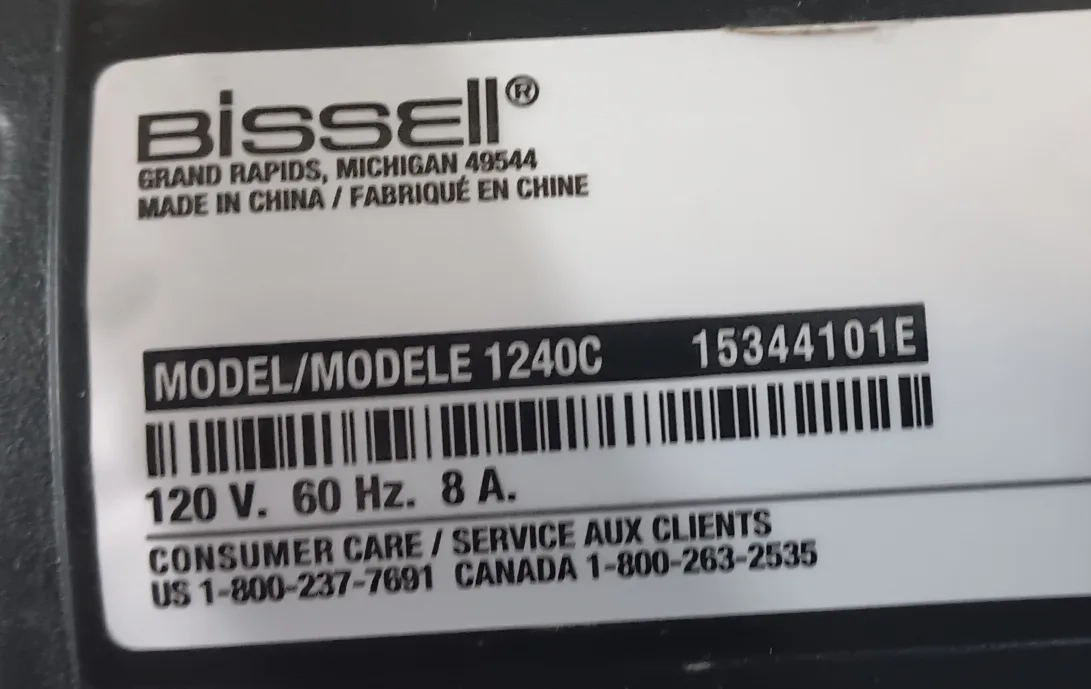 BISSELL®
GRAND RAPIDS, MICHIGAN 49544
MADE IN CHINA / FABRIQUÉ EN CHINE
MODEL/MODELE 1240C 15344101E
120 V. 60 Hz. 8 A.
CONSUMER CARE / SERVICE AUX CLIENTS
US 1-800-237-7691 CANADA 1-800-263-2535